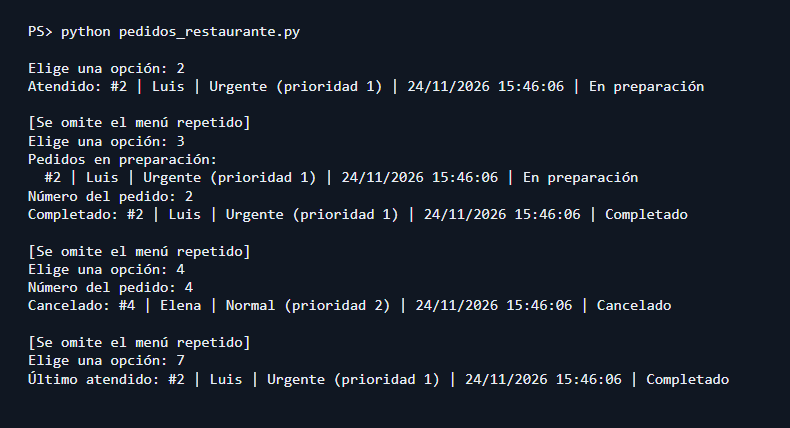 PS> python pedidos_restaurante.py
Elige una opción: 2
Atendido: #2 | Luis | Urgente (prioridad 1) | 24/11/2026 15:46:06 | En preparación
[Se omite el menú repetido]
Elige una opción: 3
Pedidos en preparación:
  #2 | Luis | Urgente (prioridad 1) | 24/11/2026 15:46:06 | En preparación
Número del pedido: 2
Completado: #2 | Luis | Urgente (prioridad 1) | 24/11/2026 15:46:06 | Completado
[Se omite el menú repetido]
Elige una opción: 4
Número del pedido: 4
Cancelado: #4 | Elena | Normal (prioridad 2) | 24/11/2026 15:46:06 | Cancelado
[Se omite el menú repetido]
Elige una opción: 7
Último atendido: #2 | Luis | Urgente (prioridad 1) | 24/11/2026 15:46:06 | Completado